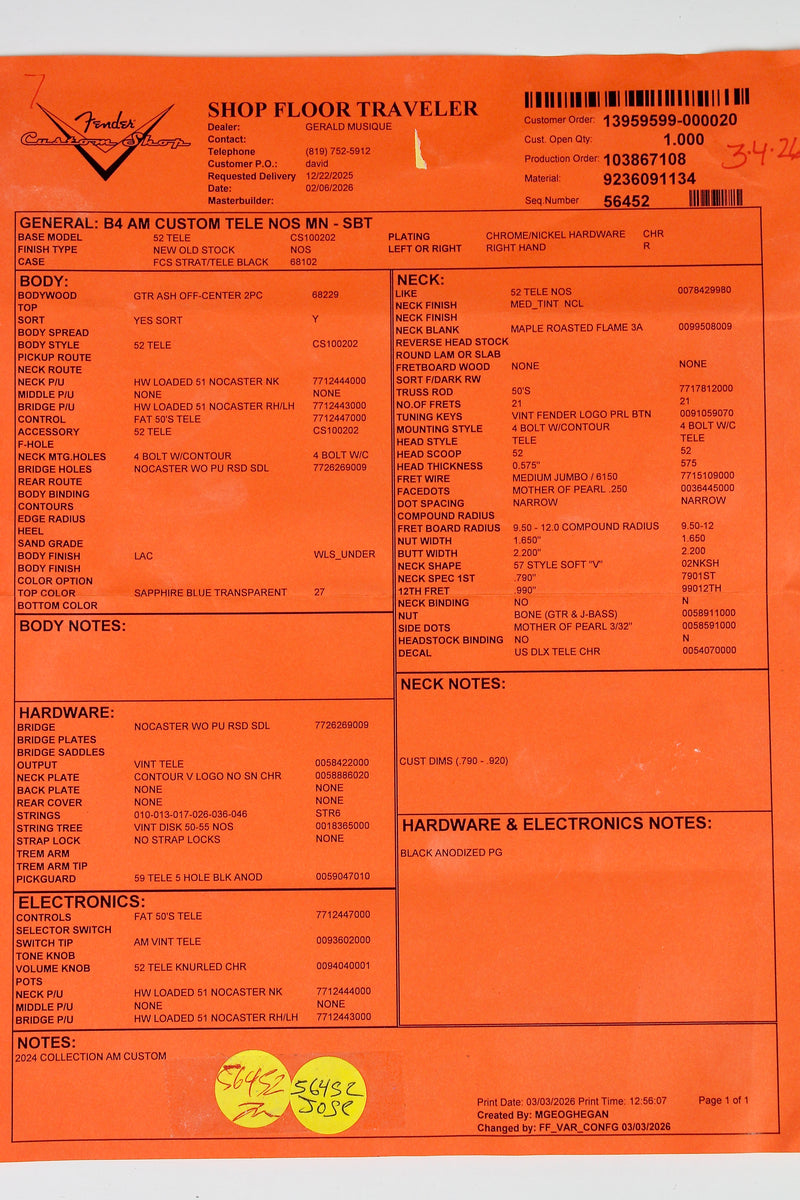 7
Fender
Custom Shop
SHOP FLOOR TRAVELER
Dealer: GERALD MUSIQUE
Contact:
Telephone (819) 752-5912
Customer P.O.: david
Requested Delivery 12/22/2025
Date: 02/06/2026
Masterbuilder:
Customer Order: 13959599-000020
Cust. Open Qty: 1.000
Production Order: 103867108
Material: 9236091134
Seq.Number 56452
3.4.26
GENERAL: B4 AM CUSTOM TELE NOS MN - SBT
BASE MODEL 52 TELE CS100202 PLATING CHROME/NICKEL HARDWARE CHR
FINISH TYPE NEW OLD STOCK NOS LEFT OR RIGHT RIGHT HAND R
CASE FCS STRAT/TELE BLACK 68102
BODY:
BODYWOOD GTR ASH OFF-CENTER 2PC 68229
TOP
SORT YES SORT Y
BODY SPREAD
BODY STYLE 52 TELE CS100202
PICKUP ROUTE
NECK ROUTE
NECK P/U HW LOADED 51 NOCASTER NK 7712444000
MIDDLE P/U NONE NONE
BRIDGE P/U HW LOADED 51 NOCASTER RH/LH 7712443000
CONTROL FAT 50'S TELE 7712447000
ACCESSORY 52 TELE CS100202
F-HOLE
NECK MTG.HOLES 4 BOLT W/CONTOUR 4 BOLT W/C
BRIDGE HOLES NOCASTER WO PU RSD SDL 7726269009
REAR ROUTE
BODY BINDING
CONTOURS
EDGE RADIUS
HEEL
SAND GRADE
BODY FINISH LAC WLS_UNDER
BODY FINISH
COLOR OPTION
TOP COLOR SAPPHIRE BLUE TRANSPARENT 27
BOTTOM COLOR
BODY NOTES:
HARDWARE:
BRIDGE NOCASTER WO PU RSD SDL 7726269009
BRIDGE PLATES
BRIDGE SADDLES
OUTPUT VINT TELE 0058422000
NECK PLATE CONTOUR V LOGO NO SN CHR 0058886020
BACK PLATE NONE NONE
REAR COVER NONE NONE
STRINGS 010-013-017-026-036-046 STR6
STRING TREE VINT DISK 50-55 NOS 0018365000
STRAP LOCK NO STRAP LOCKS NONE
TREM ARM
TREM ARM TIP
PICKGUARD 59 TELE 5 HOLE BLK ANOD 0059047010
ELECTRONICS:
CONTROLS FAT 50'S TELE 7712447000
SELECTOR SWITCH
SWITCH TIP AM VINT TELE 0093602000
TONE KNOB
VOLUME KNOB 52 TELE KNURLED CHR 0094040001
POTS
NECK P/U HW LOADED 51 NOCASTER NK 7712444000
MIDDLE P/U NONE NONE
BRIDGE P/U HW LOADED 51 NOCASTER RH/LH 7712443000
NECK:
LIKE 52 TELE NOS 0078429980
NECK FINISH MED_TINT NCL
NECK FINISH
NECK BLANK MAPLE ROASTED FLAME 3A 0099508009
REVERSE HEAD STOCK
ROUND LAM OR SLAB
FRETBOARD WOOD NONE NONE
SORT F/DARK RW
TRUSS ROD 50'S 7717812000
NO.OF FRETS 21 21
TUNING KEYS VINT FENDER LOGO PRL BTN 0091059070
MOUNTING STYLE 4 BOLT W/CONTOUR 4 BOLT W/C
HEAD STYLE TELE TELE
HEAD SCOOP 52 52
HEAD THICKNESS 0.575" 575
FRET WIRE MEDIUM JUMBO / 6150 7715109000
FACEDOTS MOTHER OF PEARL .250 0036445000
DOT SPACING NARROW NARROW
COMPOUND RADIUS
FRET BOARD RADIUS 9.50 - 12.0 COMPOUND RADIUS 9.50-12
NUT WIDTH 1.650" 1.650
BUTT WIDTH 2.200" 2.200
NECK SHAPE 57 STYLE SOFT "V" 02NKSH
NECK SPEC 1ST .790" 7901ST
12TH FRET .990" 99012TH
NECK BINDING NO N
NUT BONE (GTR & J-BASS) 0058911000
SIDE DOTS MOTHER OF PEARL 3/32" 0058591000
HEADSTOCK BINDING NO N
DECAL US DLX TELE CHR 0054070000
NECK NOTES:
CUST DIMS (.790 - .920)
HARDWARE & ELECTRONICS NOTES:
BLACK ANODIZED PG
NOTES:
2024 COLLECTION AM CUSTOM
56452
56452
JOSE
Print Date: 03/03/2026 Print Time: 12:56:07 Page 1 of 1
Created By: MGEOGHEGAN
Changed by: FF_VAR_CONFG 03/03/2026